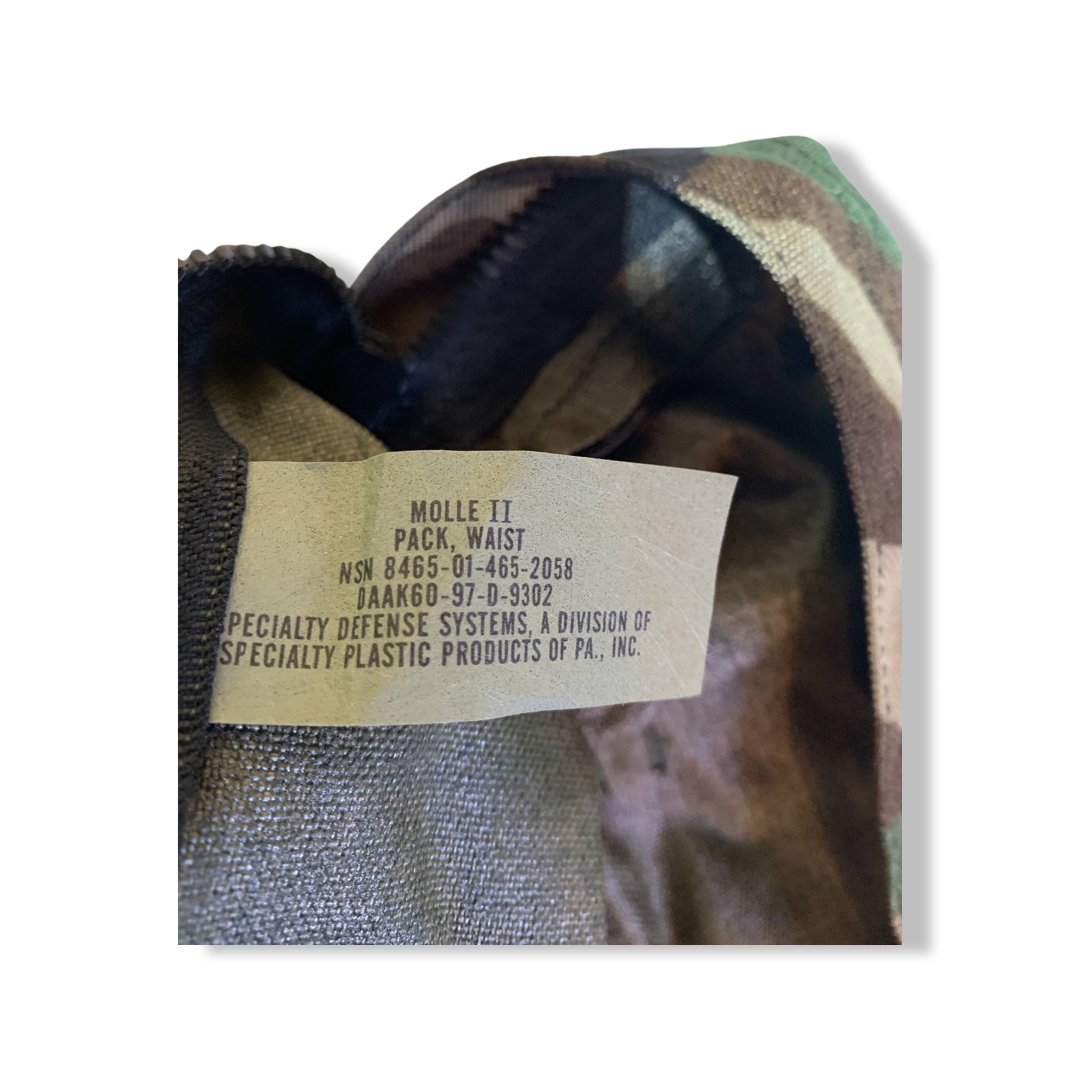 MOLLE II
PACK, WAIST
NSN 8465-01-465-2058
DAAK60-97-D-9302
SPECIALTY DEFENSE SYSTEMS, A DIVISION OF
SPECIALTY PLASTIC PRODUCTS OF PA., INC.